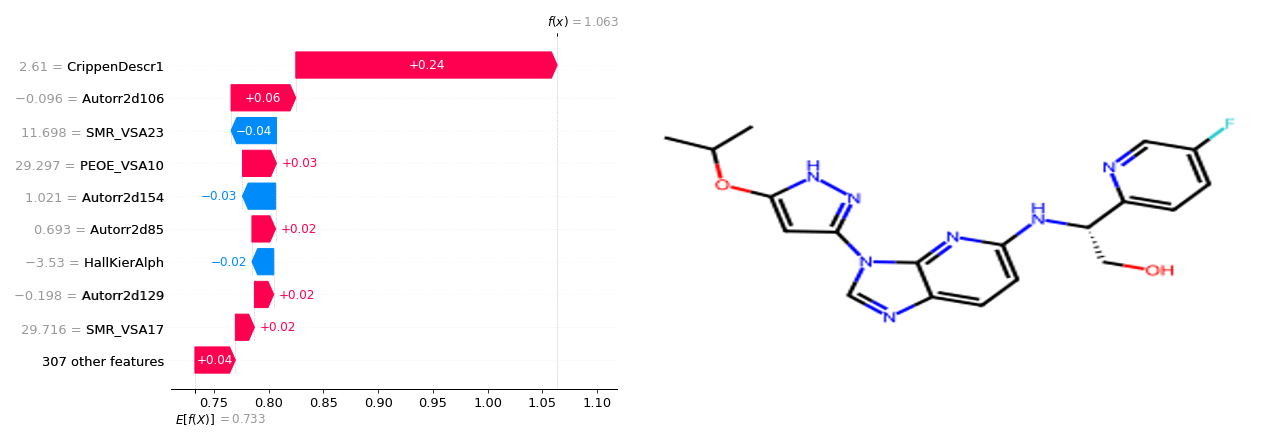 f(x) = 1.063
2.61 = CrippenDescr1
+0.24
−0.096 = Autorr2d106
+0.06
11.698 = SMR_VSA23
−0.04
29.297 = PEOE_VSA10
+0.03
1.021 = Autorr2d154
−0.03
0.693 = Autorr2d85
+0.02
−3.53 = HallKierAlph
−0.02
−0.198 = Autorr2d129
+0.02
29.716 = SMR_VSA17
+0.02
307 other features
+0.04
0.75 0.80 0.85 0.90 0.95 1.00 1.05 1.10
E[f(X)] = 0.733
F
H
N
N
N
O
H
N
N
N
OH
N